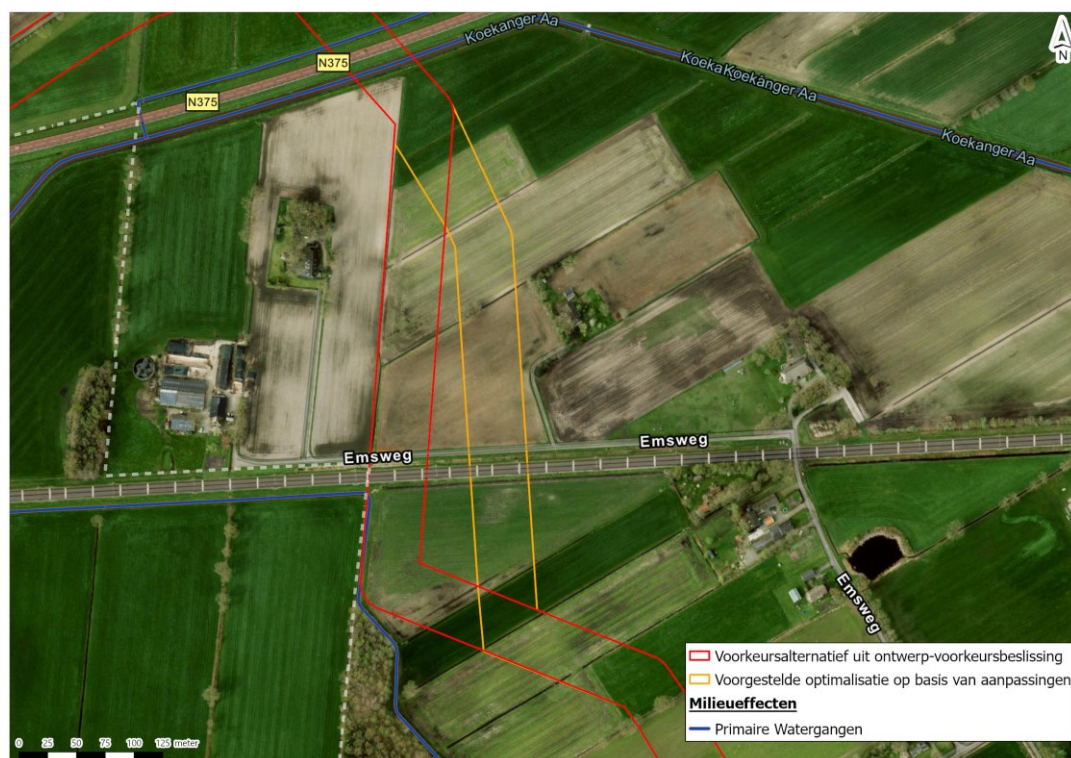 Koekanger Aa
N375
N375
Koeka
Koekanger Aa
Koekanger Aa
N
Emsweg
Emsweg
Emsweg
Voorkeursalternatief uit ontwerp-voorkeursbeslissing
Voorgestelde optimalisatie op basis van aanpassingen
Milieueffecten
Primaire Watergangen
0 25 50 75 100 125 meter